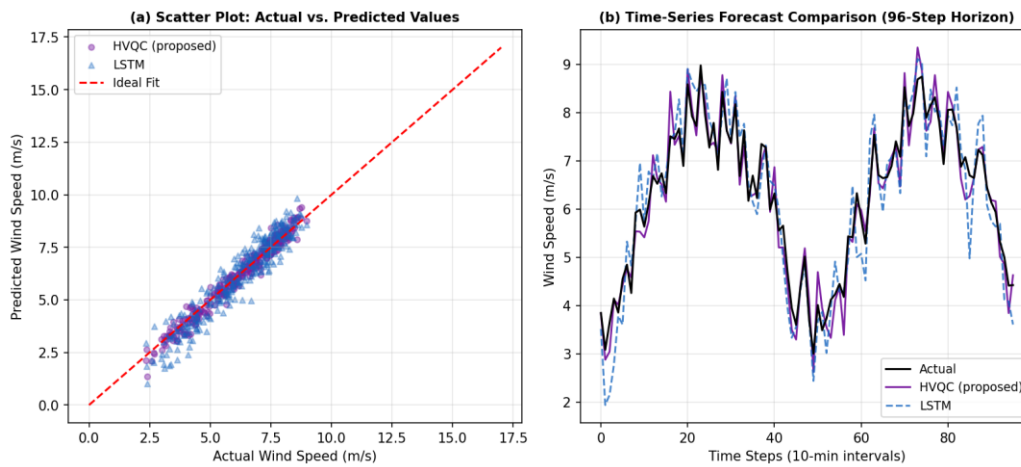 (a) Scatter Plot: Actual vs. Predicted Values
17.5
15.0
12.5
10.0
7.5
5.0
2.5
0.0
Predicted Wind Speed (m/s)
HVQC (proposed)
LSTM
Ideal Fit
0.0 2.5 5.0 7.5 10.0 12.5 15.0 17.5
Actual Wind Speed (m/s)
(b) Time-Series Forecast Comparison (96-Step Horizon)
9
8
7
6
5
4
3
2
Wind Speed (m/s)
Actual
HVQC (proposed)
LSTM
0 20 40 60 80
Time Steps (10-min intervals)